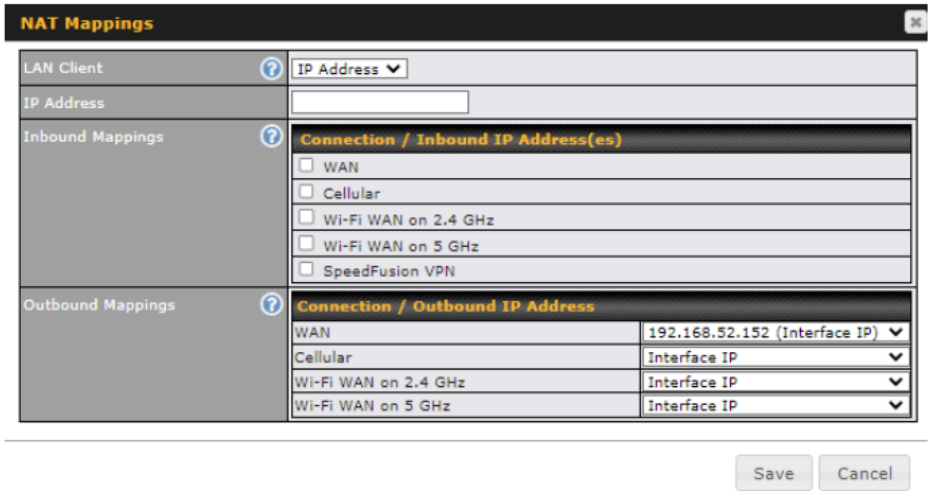 NAT Mappings
LAN Client ? IP Address
IP Address
Inbound Mappings ? Connection / Inbound IP Address(es)
WAN
Cellular
Wi-Fi WAN on 2.4 GHz
Wi-Fi WAN on 5 GHz
SpeedFusion VPN
Outbound Mappings ? Connection / Outbound IP Address
WAN 192.168.52.152 (Interface IP)
Cellular Interface IP
Wi-Fi WAN on 2.4 GHz Interface IP
Wi-Fi WAN on 5 GHz Interface IP
Save Cancel